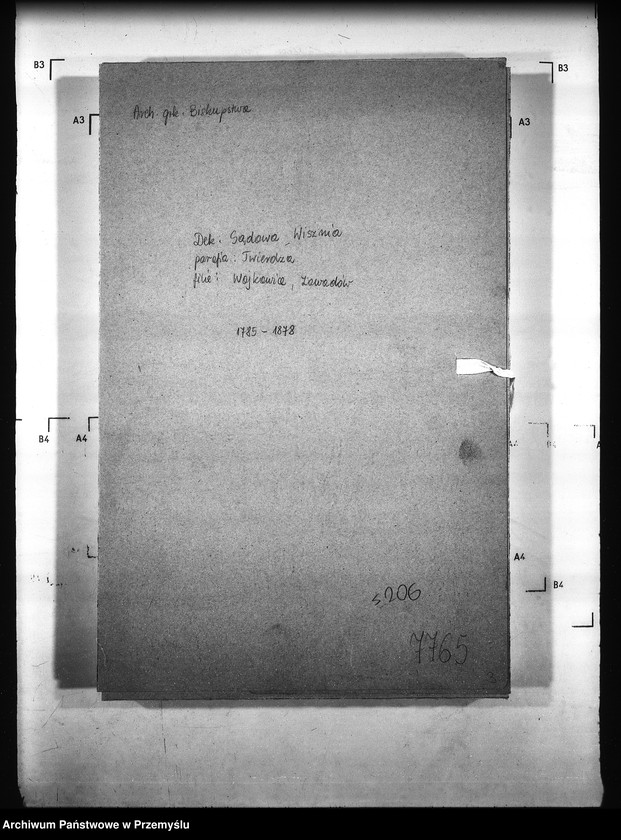 B3
B3
A3
A3
Arch. grk. Biskupstwa
Dek. Sądowa Wisznia
parafia: Twierdza
filie: Wojkowice, Zawadów
1785 - 1878
B4 A4
A4
B4
s. 206
7765
Archiwum Państwowe w Przemyślu